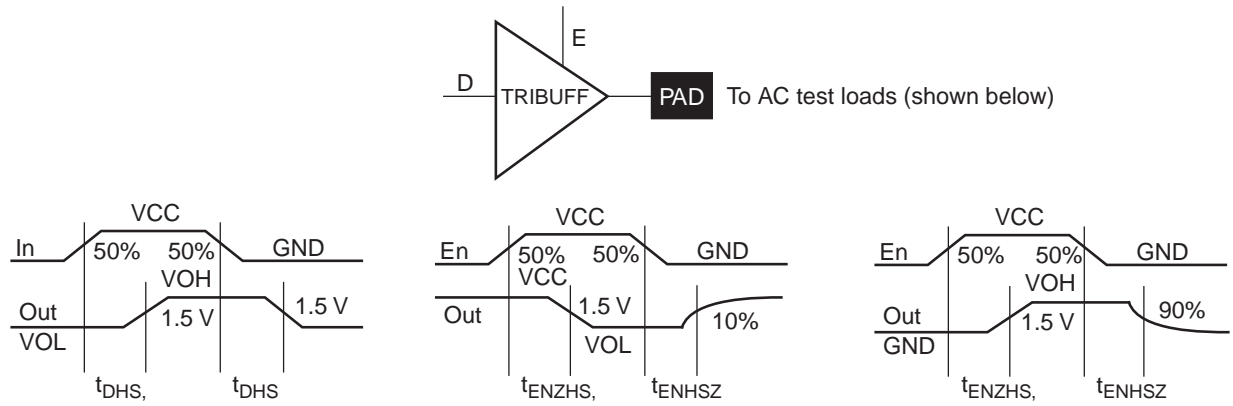 E
D
TRIBUFF
PAD
To AC test loads (shown below)
VCC
In
50%
50%
GND
VOH
Out
VOL
1.5 V
1.5 V
tDHS,
tDHS
VCC
En
50%
50%
GND
VCC
Out
1.5 V
VOL
10%
tENZHS,
tENHSZ
VCC
En
50%
50%
GND
VOH
Out
GND
1.5 V
90%
tENZHS,
tENHSZ